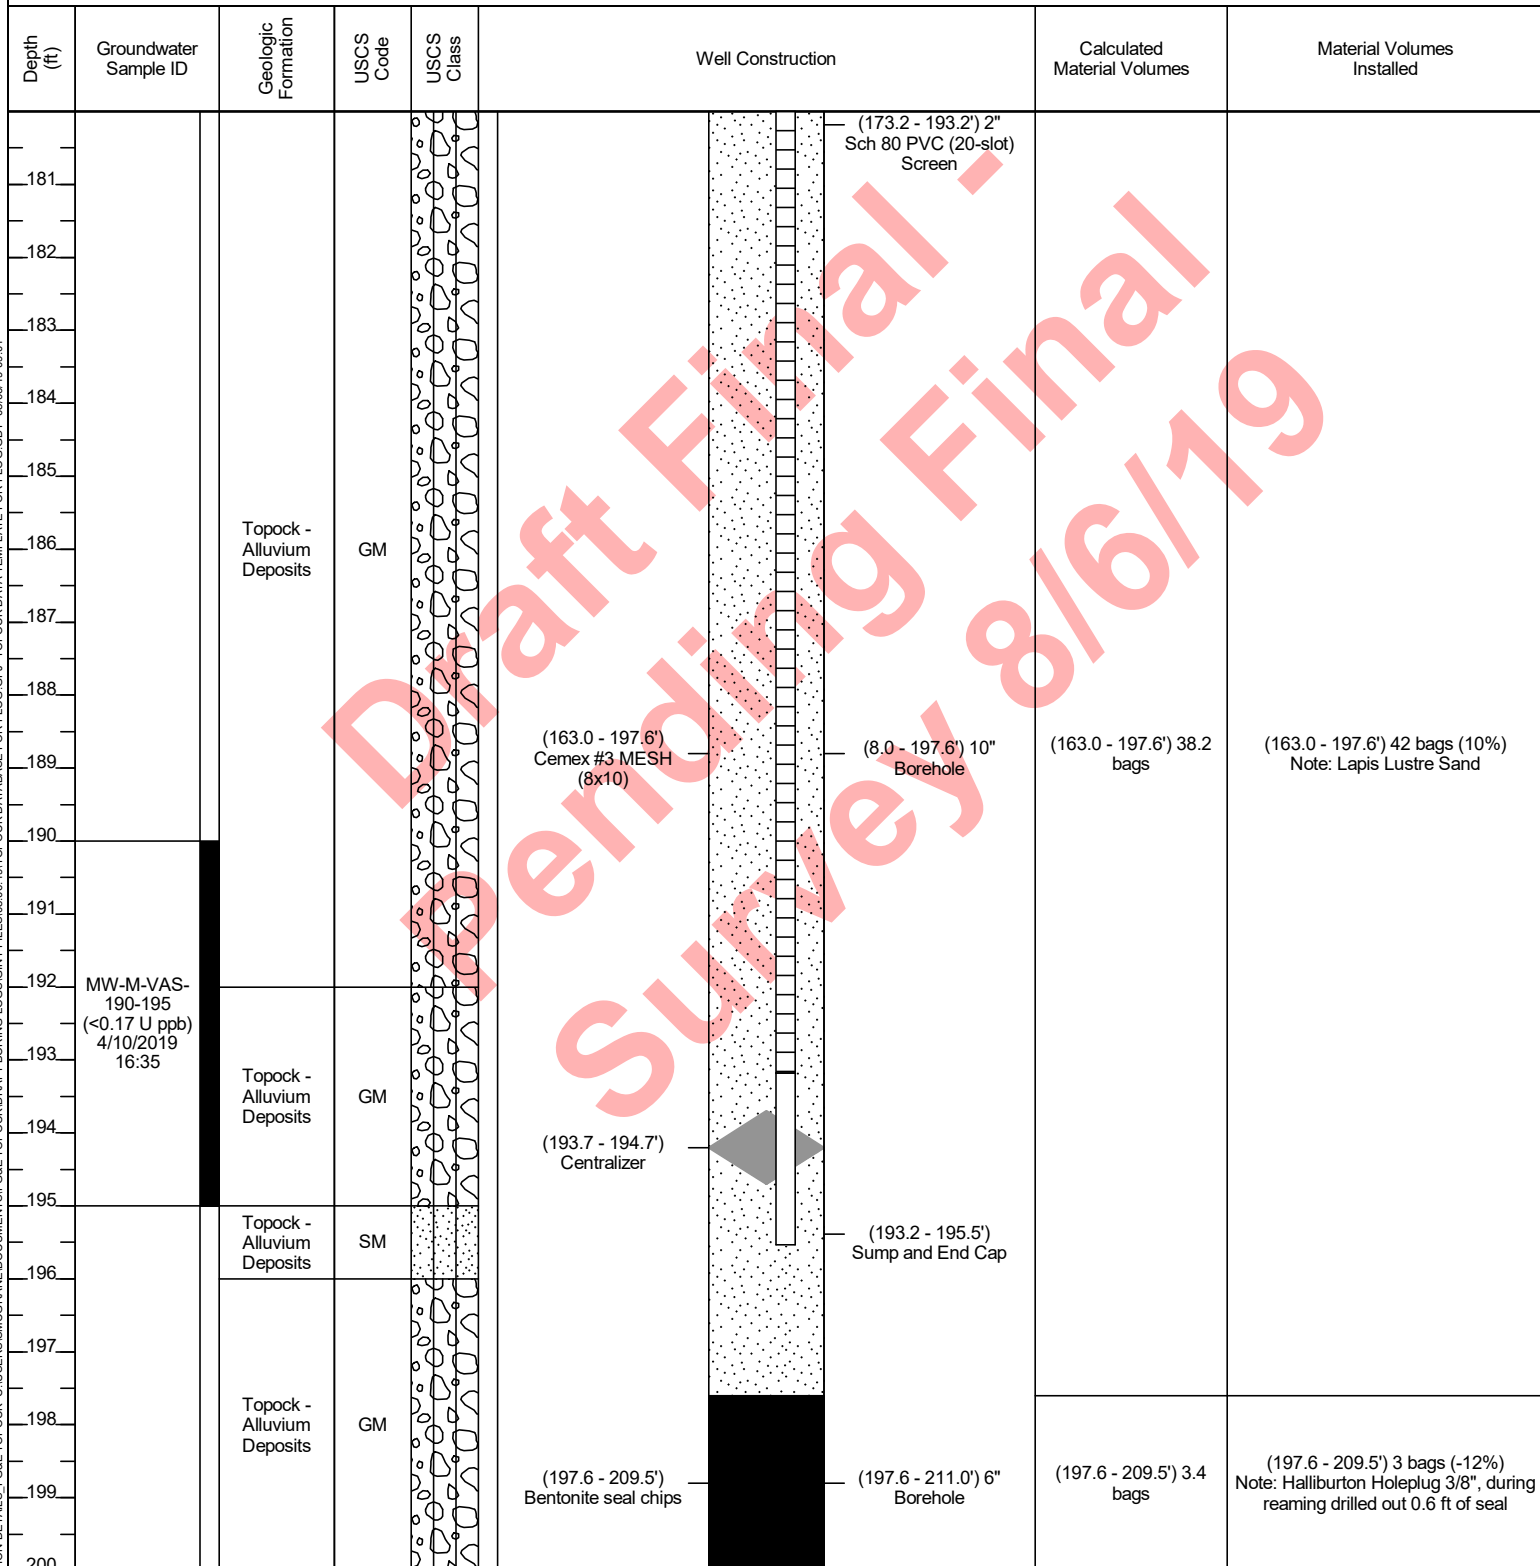 Depth
(ft)
Groundwater
Sample ID
Geologic
Formation
USCS
Code
USCS
Class
Well Construction
Calculated
Material Volumes
Material Volumes
Installed
(173.2 - 193.2') 2"
Sch 80 PVC (20-slot)
Screen
181
182
183
184
185
186
187
188
189
190
191
192
193
194
195
196
197
198
199
200
Topock -
Alluvium
Deposits
GM
(163.0 - 197.6')
Cemex #3 MESH
(8x10)
(8.0 - 197.6') 10"
Borehole
(163.0 - 197.6') 38.2
bags
(163.0 - 197.6') 42 bags (10%)
Note: Lapis Lustre Sand
MW-M-VAS-
190-195
(<0.17 U ppb)
4/10/2019
16:35
Topock -
Alluvium
Deposits
GM
(193.7 - 194.7')
Centralizer
Topock -
Alluvium
Deposits
SM
(193.2 - 195.5')
Sump and End Cap
Topock -
Alluvium
Deposits
GM
(197.6 - 209.5')
Bentonite seal chips
(197.6 - 211.0') 6"
Borehole
(197.6 - 209.5') 3.4
bags
(197.6 - 209.5') 3 bags (-12%)
Note: Halliburton Holeplug 3/8", during
reaming drilled out 0.6 ft of seal
Draft Final -
Pending Final
Survey 8/6/19